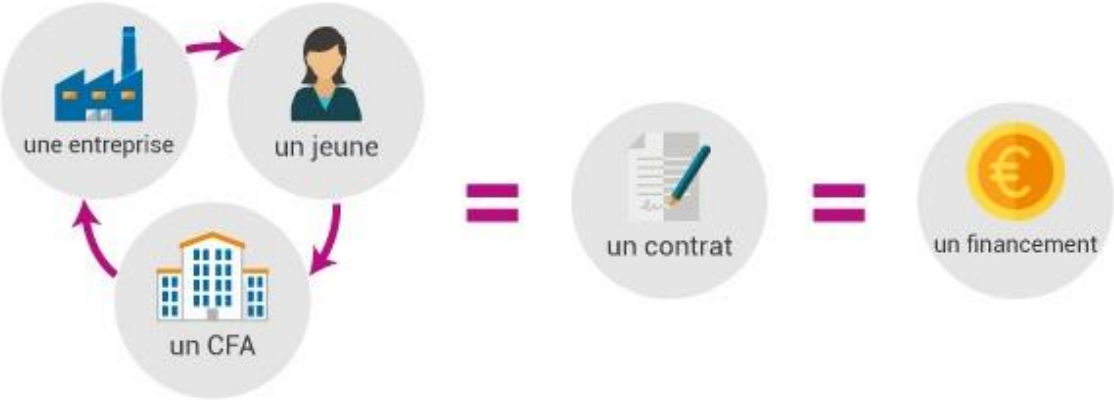 une entreprise
un jeune
un CFA
=
un contrat
=
€
un financement